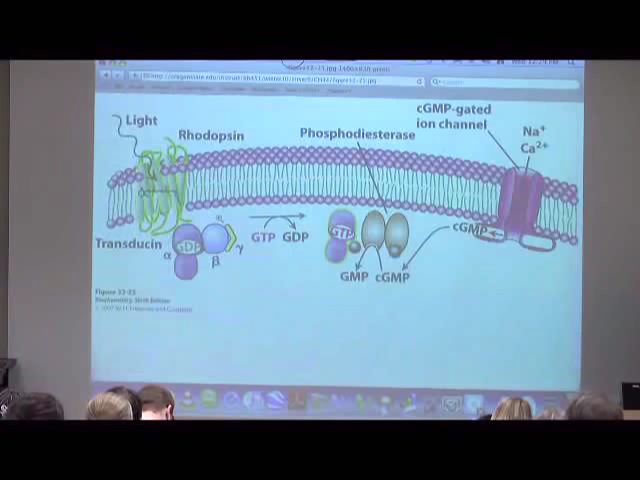 Light
Rhodopsin
Phosphodiesterase
cGMP-gated
ion channel
Na+
Ca2+
Transducin
GDP
α
β
γ
GTP
GDP
GTP
GMP
cGMP
cGMP
Figure 32-25
Biochemistry, Sixth Edition